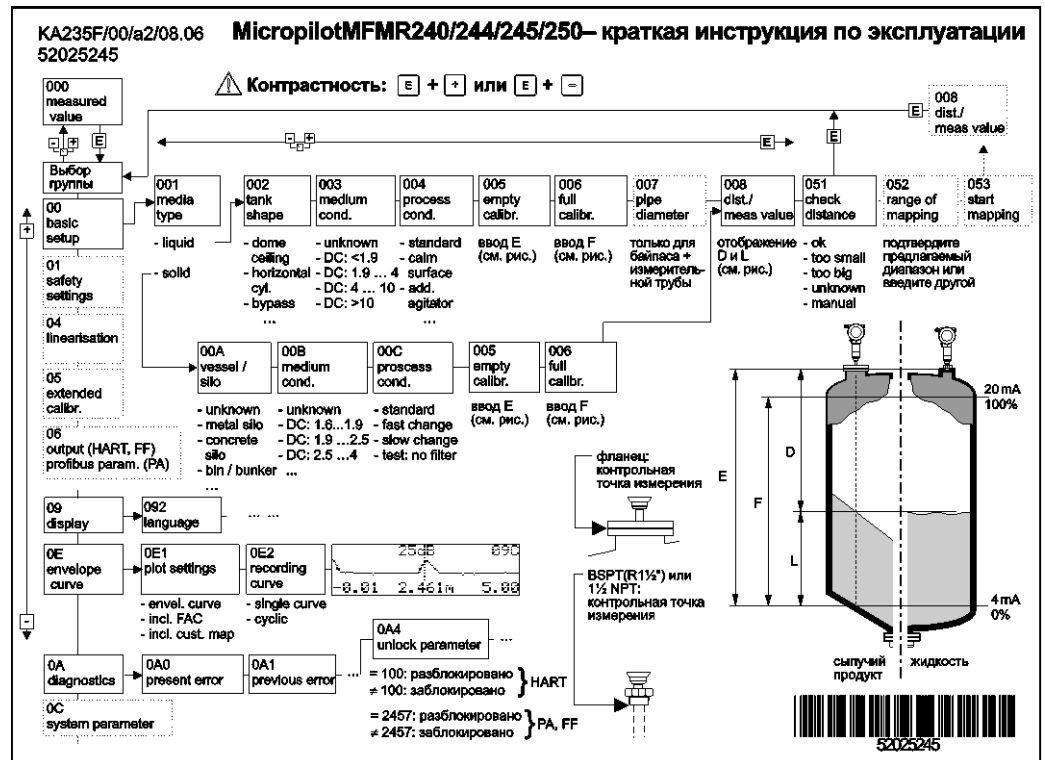 KA235F/00/a2/08.06
52025245
MicropilotMFMR240/244/245/250– краткая инструкция по эксплуатации
Контрастность: E + + или E + -
000
measured
value
- +
E
Выбор
группы
- +
E
E
E
008
dist./
meas value
00
basic
setup
001
media
type
- liquid
- solid
002
tank
shape
- dome
ceiling
- horizontal
cyl.
- bypass
...
003
medium
cond.
- unknown
- DC: <1.9
- DC: 1.9 ... 4
- DC: 4 ... 10
- DC: >10
004
process
cond.
- standard
- calm
surface
- add.
agitator
...
005
empty
calibr.
ввод E
(см. рис.)
006
full
calibr.
ввод F
(см. рис.)
007
pipe
diameter
только для
байпаса +
измеритель-
ной трубы
008
dist./
meas value
отображение
D и L
(см. рис.)
051
check
distance
- ok
- too small
- too big
- unknown
- manual
052
range of
mapping
подтвердите
предлагаемый
диапазон или
введите другой
053
start
mapping
+
01
safety
settings
04
linearisation
05
extended
calibr.
06
output (HART, FF)
profibus param. (PA)
00A
vessel /
silo
- unknown
- metal silo
- concrete
silo
- bin / bunker
...
00B
medium
cond.
- unknown
- DC: 1.6...1.9
- DC: 1.9 ...2.5
- DC: 2.5 ...4
...
00C
proscess
cond.
- standard
- fast change
- slow change
- test: no filter
005
empty
calibr.
ввод E
(см. рис.)
006
full
calibr.
ввод F
(см. рис.)
09
display
092
language
... ...
0E
envelope
curve
0E1
plot settings
- envel. curve
- incl. FAC
- incl. cust. map
0E2
recording
curve
- single curve
- cyclic
25dB 09C
-0.01 2.461m 5.00
-
0A
diagnostics
0A0
present error
0A1
previous error
...
0A4
unlock parameter
...
= 100: разблокировано
≠ 100: заблокировано
HART
= 2457: разблокировано
≠ 2457: заблокировано
PA, FF
0C
system parameter
фланец:
контрольная
точка измерения
BSPT(R1½") или
1½ NPT:
контрольная точка
измерения
20 mA
100%
E
F
D
L
4 mA
0%
сыпучий
продукт
жидкость
52025245